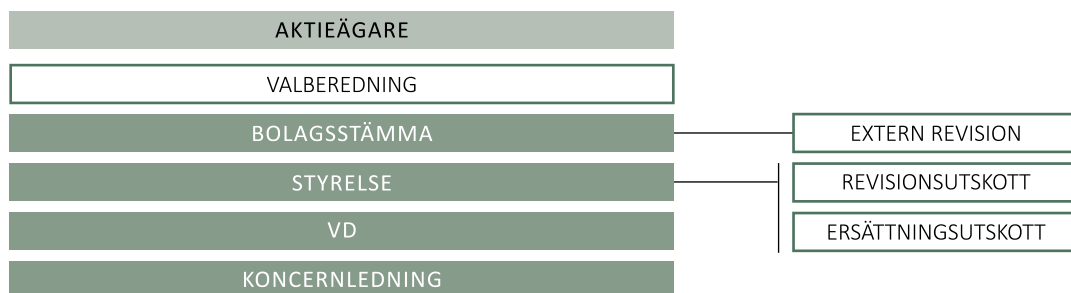 AKTIEÄGARE
VALBEREDNING
BOLAGSSTÄMMA
EXTERN REVISION
STYRELSE
REVISIONSUTSKOTT
VD
ERSÄTTNINGSUTSKOTT
KONCERNLEDNING